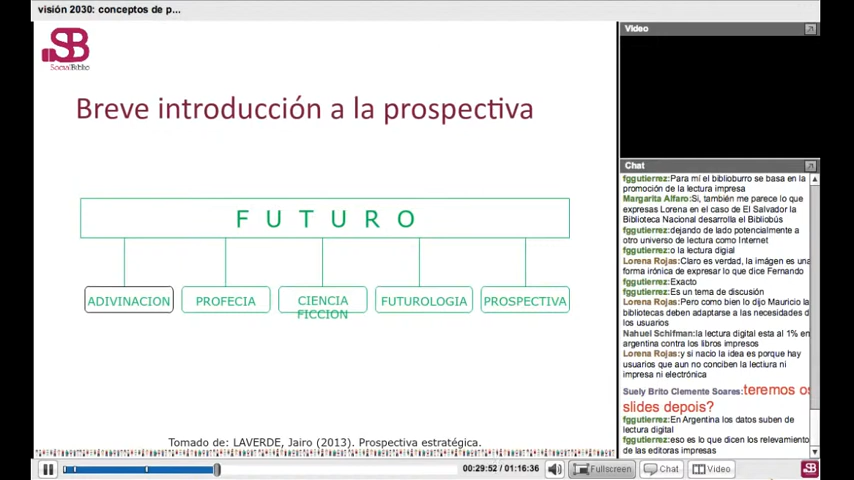 visión 2030: conceptos de p...
SB
SocialBiblio
Breve introducción a la prospectiva
F U T U R O
ADIVINACION
PROFECIA
CIENCIA
FICCION
FUTUROLOGIA
PROSPECTIVA
Tomado de: LAVERDE, Jairo (2013). Prospectiva estratégica.
Video
Chat
fggutierrez:Para mí el biblioburro se basa en la
promoción de la lectura impresa
Margarita Alfaro:Si, también me parece lo que
expresas Lorena en el caso de El Salvador la
Biblioteca Nacional desarrolla el Bibliobús
fggutierrez:dejando de lado potencialmente a
otro universo de lectura como Internet
fggutierrez:o la lectura digial
Lorena Rojas:Claro es verdad, la imágen es una
forma irónica de expresar lo que dice Fernando
fggutierrez:Exacto
fggutierrez:Es un tema de discusión
Lorena Rojas:Pero como bien lo dijo Mauricio la
bibliotecas deben adaptarse a las necesidades d
los usuarios
Nahuel Schifman:la lectura digital esta al 1% en
argentina contra los libros impresos
Lorena Rojas:y si nacio la idea es porque hay
usuarios que aun no conciben la lectiura ni
impresa ni electrónica
Suely Brito Clemente Soares:teremos os
slides depois?
fggutierrez:En Argentina los datos suben de
lectura digital
fggutierrez:eso es lo que dicen los relevamiento
de las editoras impresas
00:29:52 / 01:16:36
Fullscreen
Chat
Video
SB